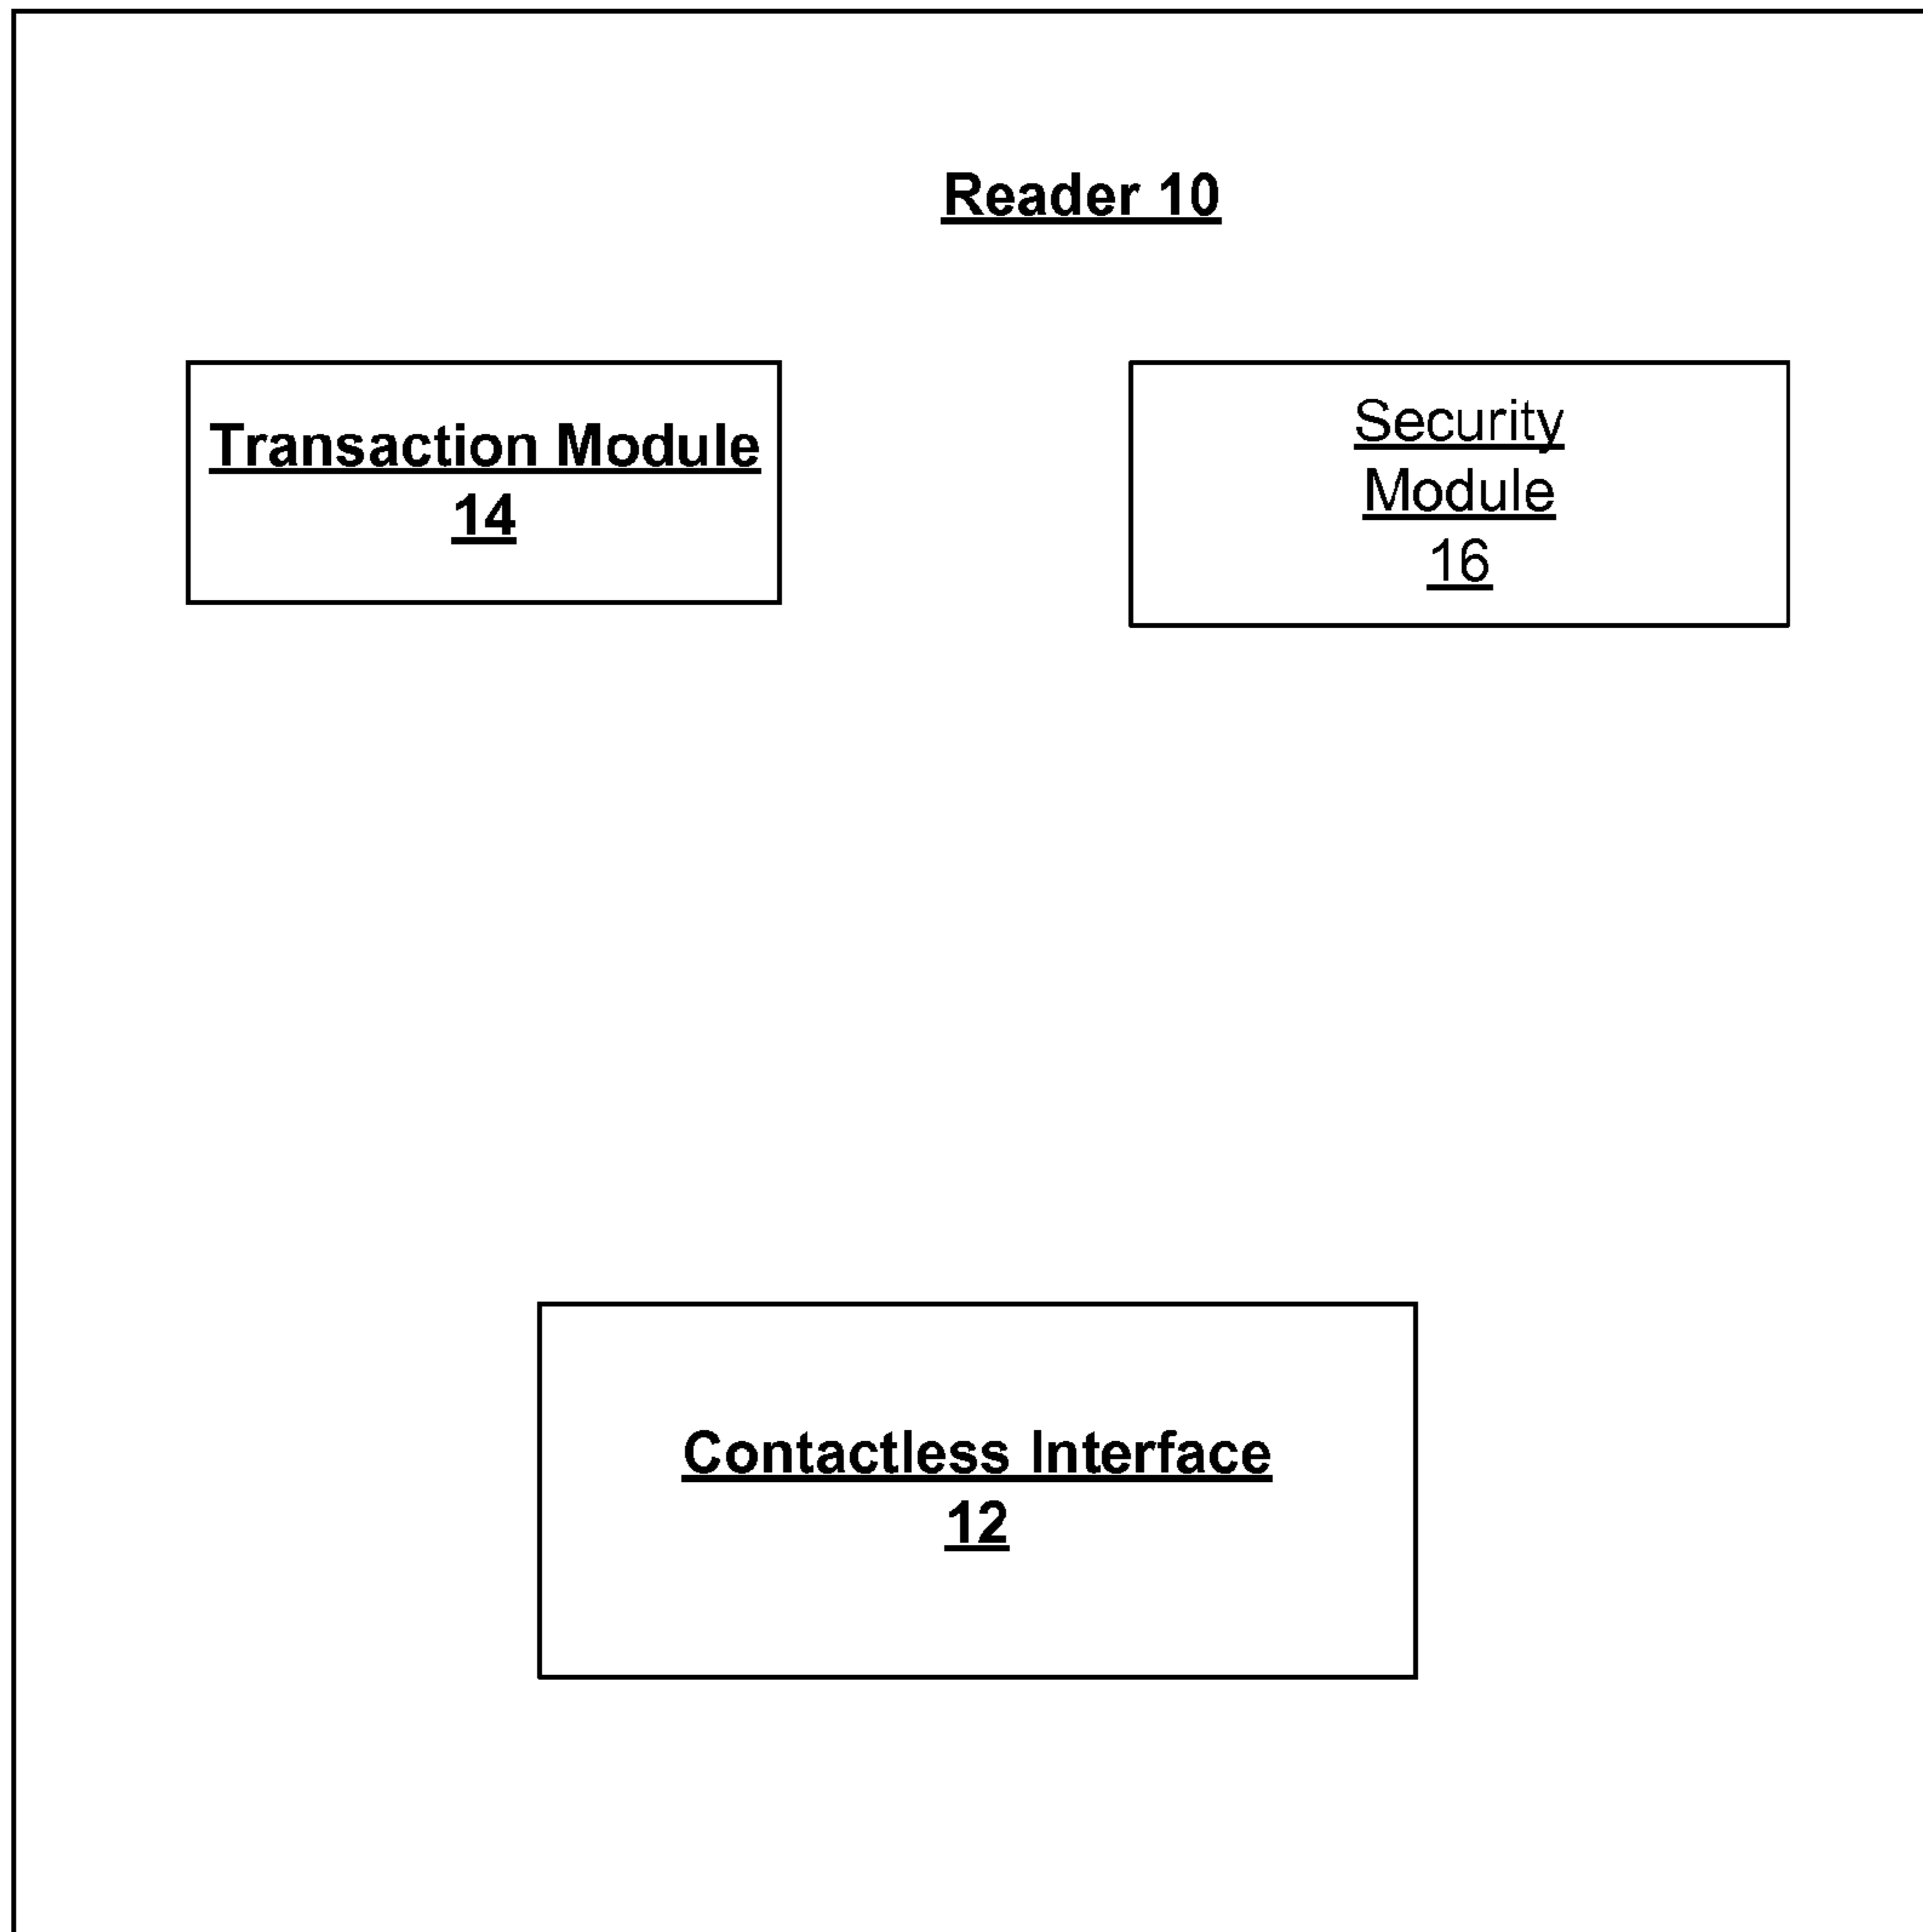 Reader 10
Transaction Module
14
Security
Module
16
Contactless Interface
12